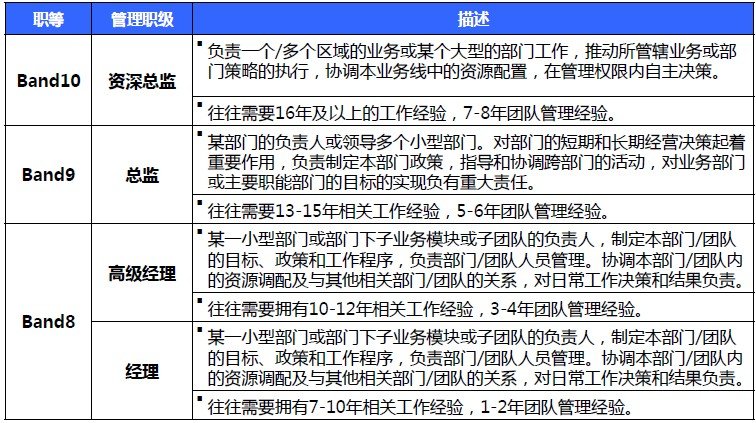 职等 管理职级 描述
Band10 资深总监
▪ 负责一个/多个区域的业务或某个大型的部门工作，推动所管辖业务或部
门策略的执行，协调本业务线中的资源配置，在管理权限内自主决策。
▪ 往往需要16年及以上的工作经验，7-8年团队管理经验。
Band9 总监
▪ 某部门的负责人或领导多个小型部门。对部门的短期和长期经营决策起着
重要作用，负责制定本部门政策，指导和协调跨部门的活动，对业务部门
或主要职能部门的目标的实现负有重大责任。
▪ 往往需要13-15年相关工作经验，5-6年团队管理经验。
Band8 高级经理
▪ 某一小型部门或部门下子业务模块或子团队的负责人，制定本部门/团队
的目标、政策和工作程序，负责部门/团队人员管理。协调本部门/团队内
的资源调配及与其他相关部门/团队的关系，对日常工作决策和结果负责。
▪ 往往需要拥有10-12年相关工作经验，3-4年团队管理经验。
经理
▪ 某一小型部门或部门下子业务模块或子团队的负责人，制定本部门/团队
的目标、政策和工作程序，负责部门/团队人员管理。协调本部门/团队内
的资源调配及与其他相关部门/团队的关系，对日常工作决策和结果负责。
▪ 往往需要拥有7-10年相关工作经验，1-2年团队管理经验。